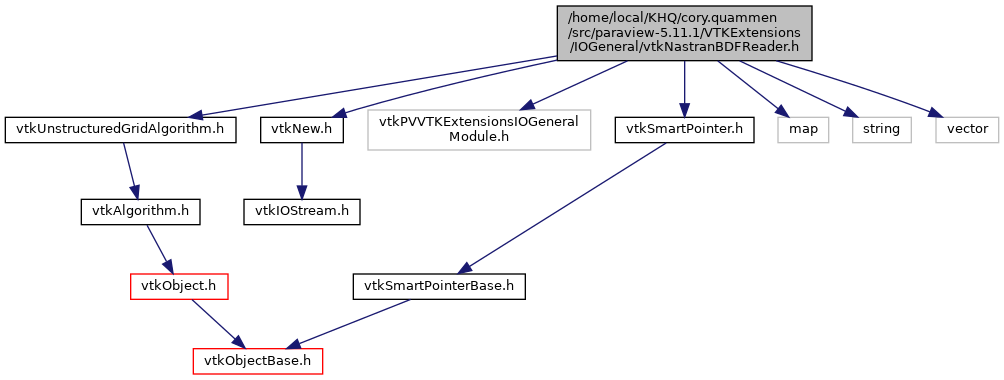 /home/local/KHQ/cory.quammen
/src/paraview-5.11.1/VTKExtensions
/IOGeneral/vtkNastranBDFReader.h
vtkUnstructuredGridAlgorithm.h
vtkNew.h
vtkPVVTKExtensionsIOGeneral
Module.h
vtkSmartPointer.h
map
string
vector
vtkAlgorithm.h
vtkIOStream.h
vtkObject.h
vtkSmartPointerBase.h
vtkObjectBase.h